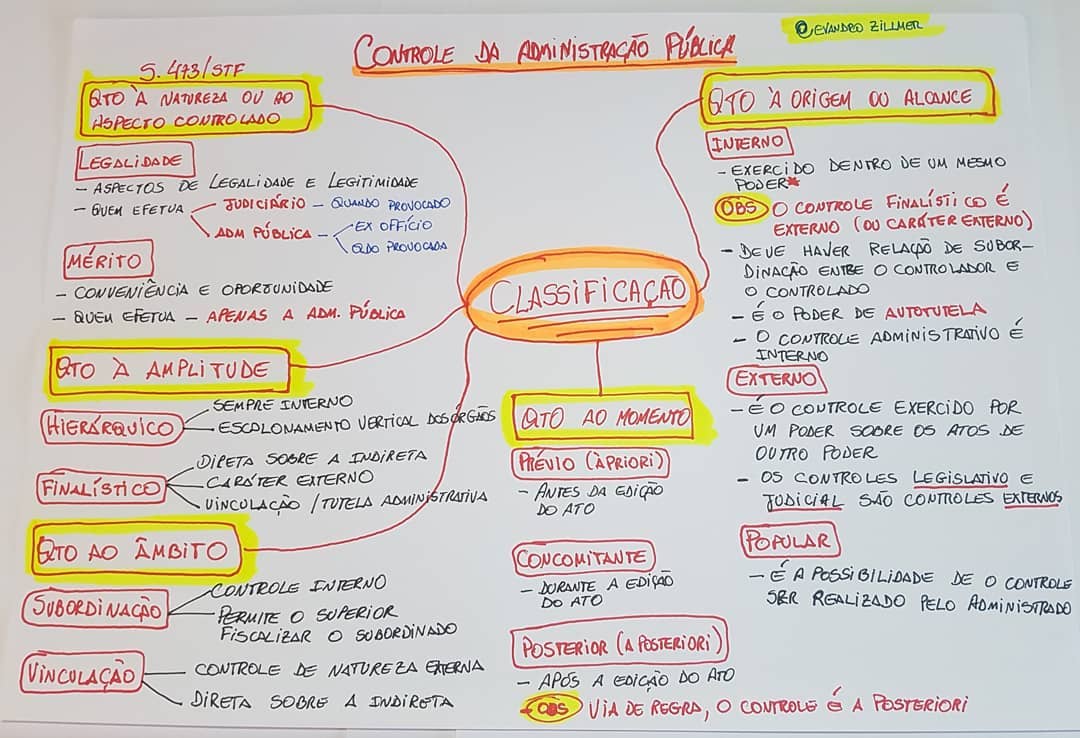 @EVANDRO ZILLMER
CONTROLE DA ADMINISTRAÇÃO PÚBLICA
CLASSIFICAÇÃO
S. 473/STF
QTO À NATUREZA OU AO
ASPECTO CONTROLADO
LEGALIDADE
- ASPECTOS DE LEGALIDADE E LEGITIMIDADE
- QUEM EFETUA
JUDICIÁRIO - QUANDO PROVOCADO
ADM PÚBLICA - EX OFFÍCIO
QDO PROVOCADA
MÉRITO
- CONVENIÊNCIA E OPORTUNIDADE
- QUEM EFETUA - APENAS A ADM. PÚBLICA
QTO À AMPLITUDE
HIERÁRQUICO
SEMPRE INTERNO
ESCALONAMENTO VERTICAL DOS ÓRGÃOS
FINALÍSTICO
DIRETA SOBRE A INDIRETA
CARÁTER EXTERNO
VINCULAÇÃO / TUTELA ADMINISTRATIVA
QTO AO ÂMBITO
SUBORDINAÇÃO
CONTROLE INTERNO
PERMITE O SUPERIOR
FISCALIZAR O SUBORDINADO
VINCULAÇÃO
CONTROLE DE NATUREZA EXTERNA
DIRETA SOBRE A INDIRETA
QTO AO MOMENTO
PRÉVIO (À PRIORI)
- ANTES DA EDIÇÃO
DO ATO
CONCOMITANTE
- DURANTE A EDIÇÃO
DO ATO
POSTERIOR (A POSTERIORI)
- APÓS A EDIÇÃO DO ATO
- OBS VIA DE REGRA, O CONTROLE É A POSTERIORI
QTO À ORIGEM OU ALCANCE
INTERNO
- EXERCIDO DENTRO DE UM MESMO
PODER*
OBS O CONTROLE FINALÍSTICO É
EXTERNO (OU CARÁTER EXTERNO)
- DEVE HAVER RELAÇÃO DE SUBOR-
DINAÇÃO ENTRE O CONTROLADOR E
O CONTROLADO
- É O PODER DE AUTOTUTELA
- O CONTROLE ADMINISTRATIVO É
INTERNO
EXTERNO
- É O CONTROLE EXERCIDO POR
UM PODER SOBRE OS ATOS DE
OUTRO PODER
- OS CONTROLES LEGISLATIVO E
JUDICIAL SÃO CONTROLES EXTERNOS
POPULAR
- É A POSSIBILIDADE DE O CONTROLE
SER REALIZADO PELO ADMINISTRADO